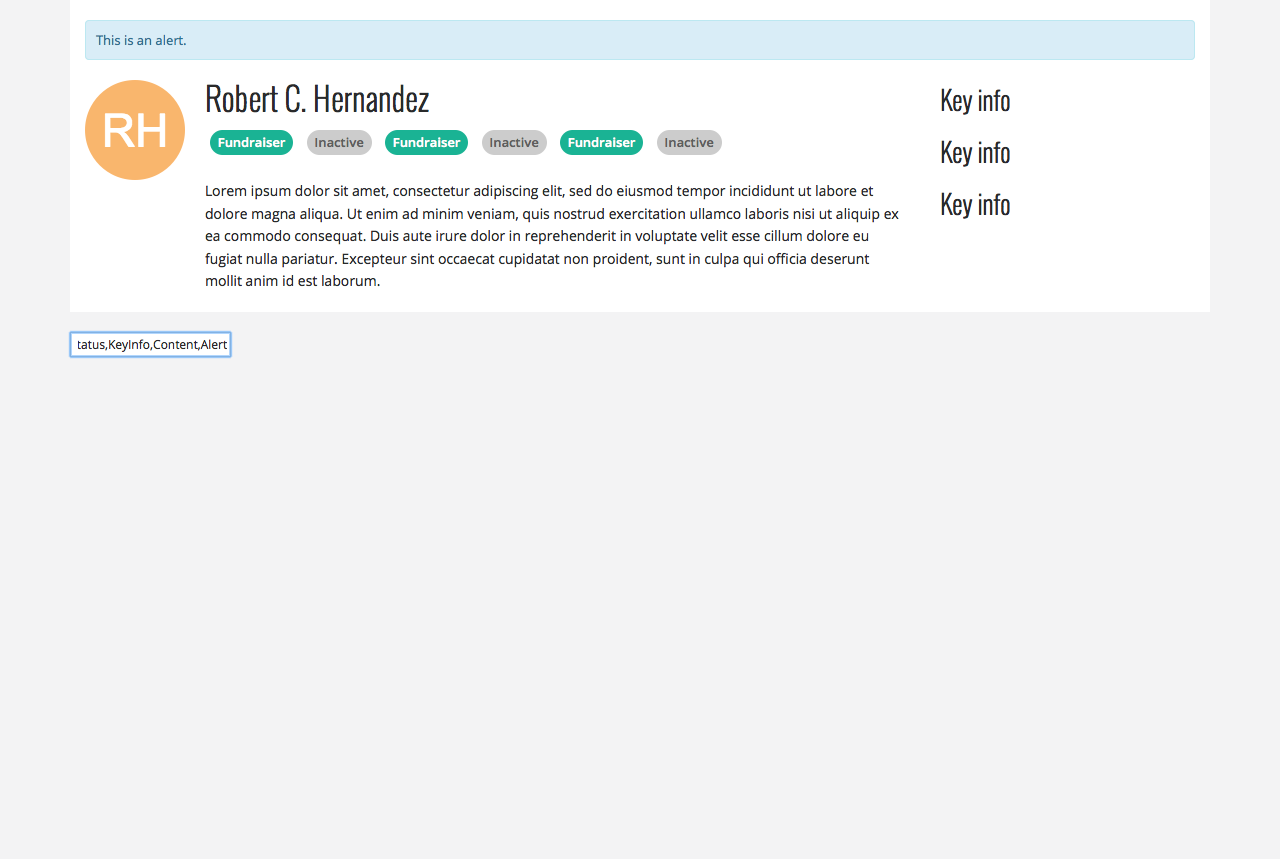 This is an alert.
RH
Robert C. Hernandez
Fundraiser Inactive Fundraiser Inactive Fundraiser Inactive
Lorem ipsum dolor sit amet, consectetur adipiscing elit, sed do eiusmod tempor incididunt ut labore et
dolore magna aliqua. Ut enim ad minim veniam, quis nostrud exercitation ullamco laboris nisi ut aliquip ex
ea commodo consequat. Duis aute irure dolor in reprehenderit in voluptate velit esse cillum dolore eu
fugiat nulla pariatur. Excepteur sint occaecat cupidatat non proident, sunt in culpa qui officia deserunt
mollit anim id est laborum.
Key info
Key info
Key info
tatus,KeyInfo,Content,Alert